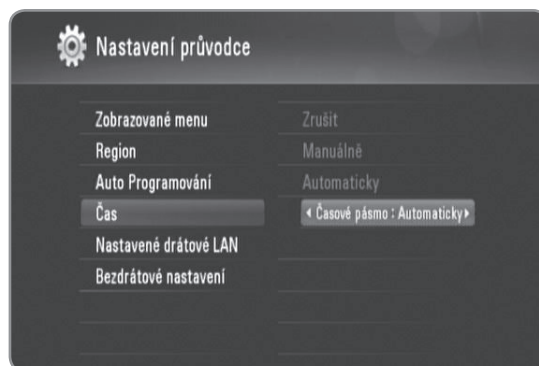 Nastavení průvodce
Zobrazované menu
Zrušit
Region
Manuálně
Auto Programování
Automaticky
Čas
Časové pásmo : Automaticky
Nastavené drátové LAN
Bezdrátové nastavení